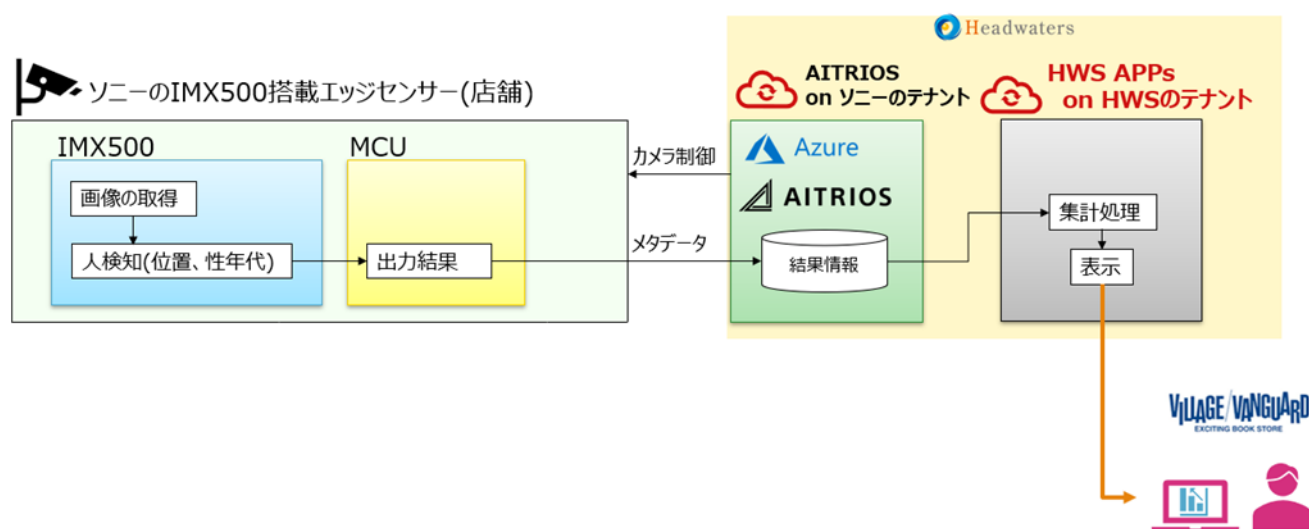 Headwaters
ソニーのIMX500搭載エッジセンサー(店舗)
AITRIOS
on ソニーのテナント
HWS APPs
on HWSのテナント
IMX500
MCU
画像の取得
人検知(位置、性年代)
出力結果
カメラ制御
メタデータ
Azure
AITRIOS
結果情報
集計処理
表示
VILLAGE/VANGUARD
EXCITING BOOK STORE